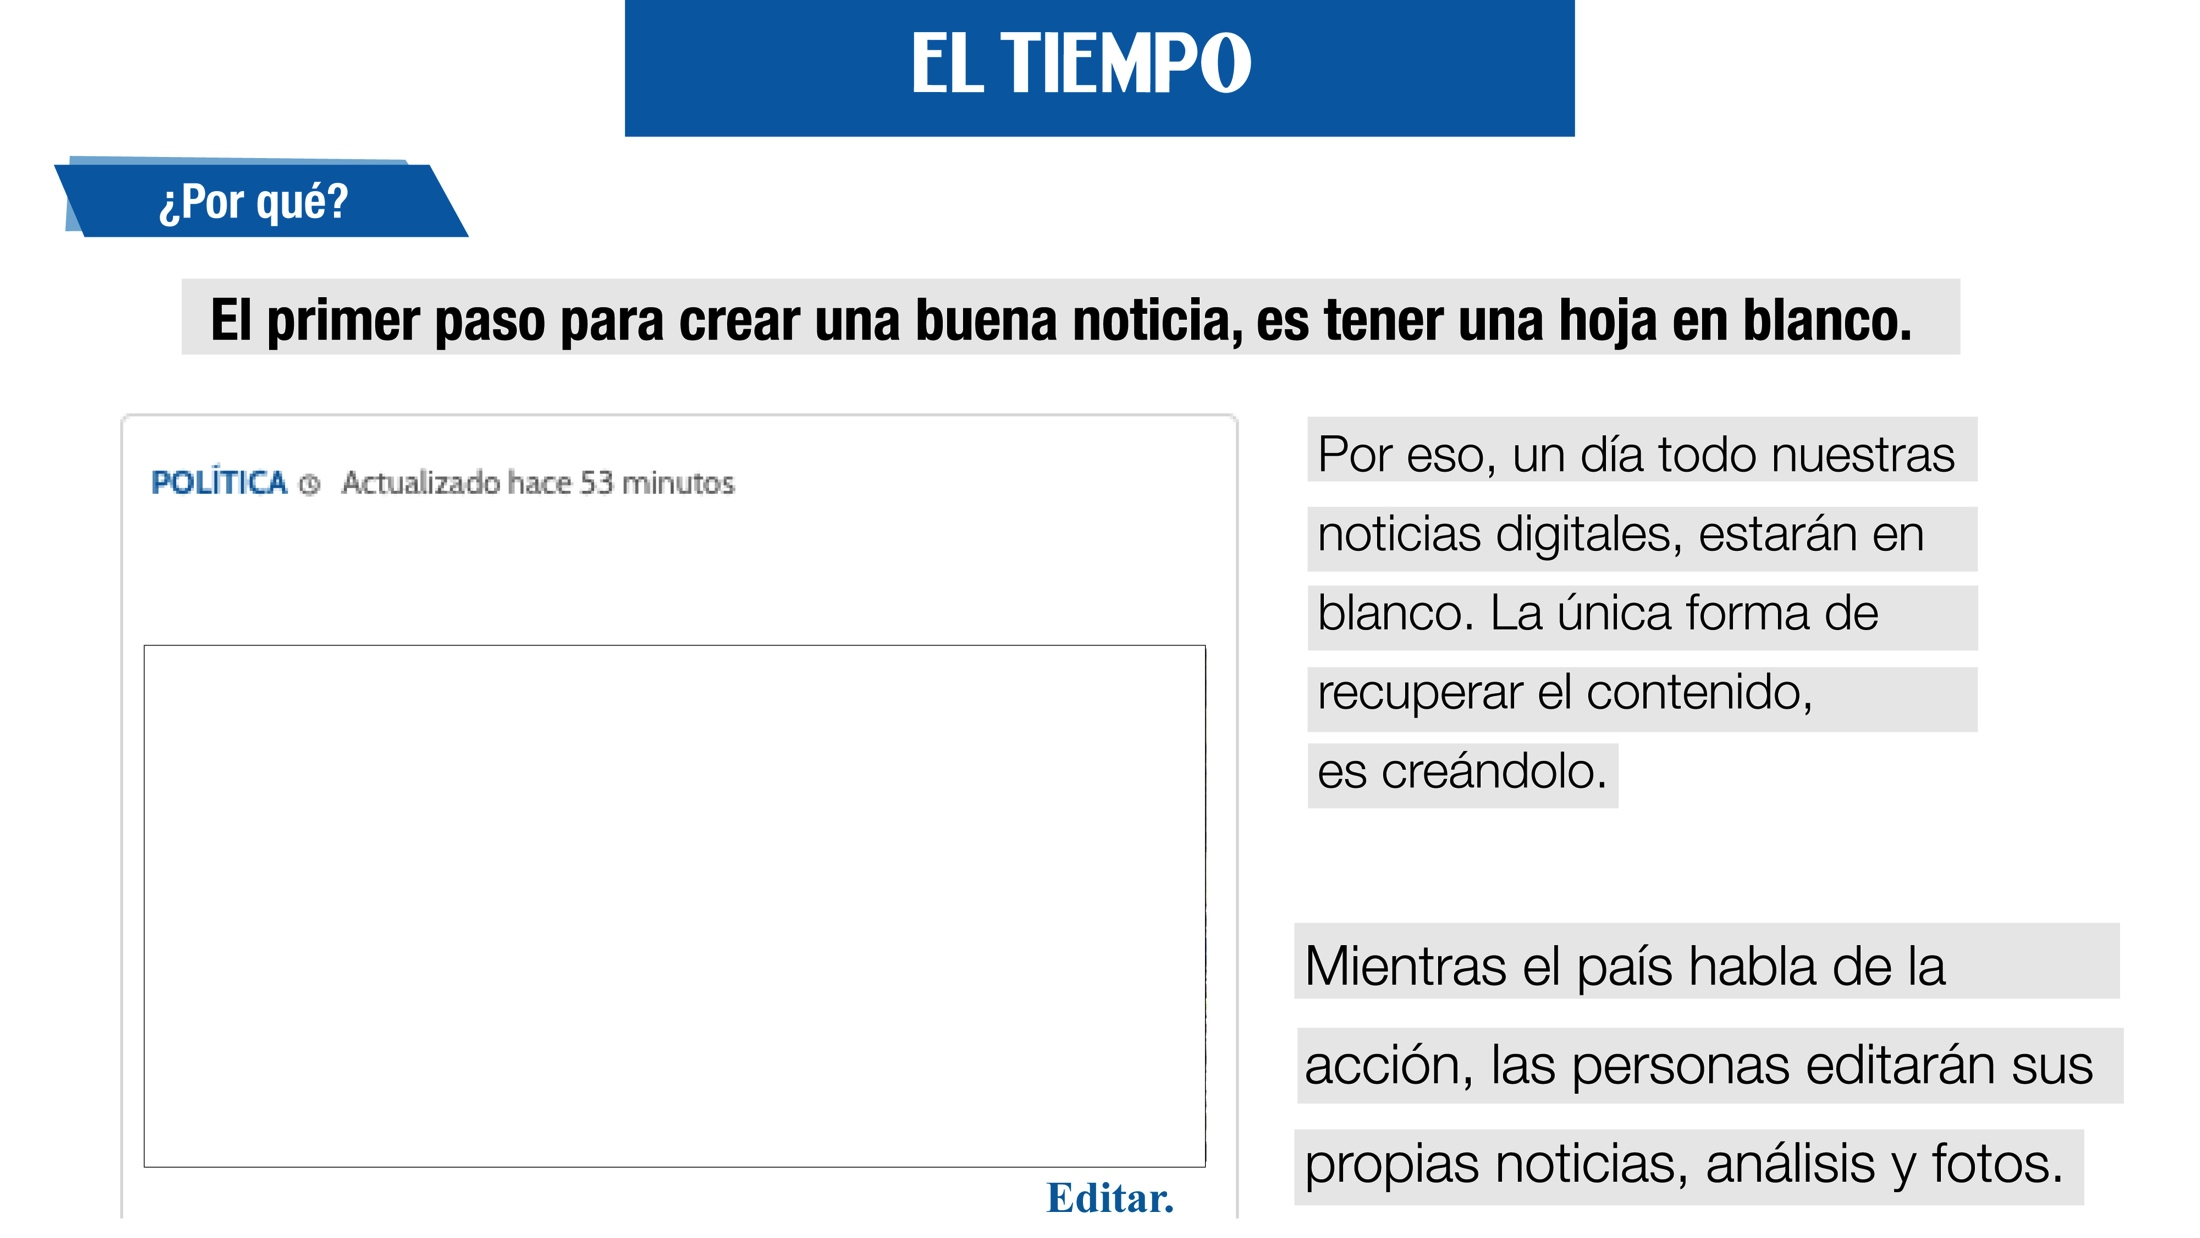 EL TIEMPO
¿Por qué?
El primer paso para crear una buena noticia, es tener una hoja en blanco.
POLÍTICA Actualizado hace 53 minutos
Editar.
Por eso, un día todo nuestras
noticias digitales, estarán en
blanco. La única forma de
recuperar el contenido,
es creándolo.
Mientras el país habla de la
acción, las personas editarán sus
propias noticias, análisis y fotos.